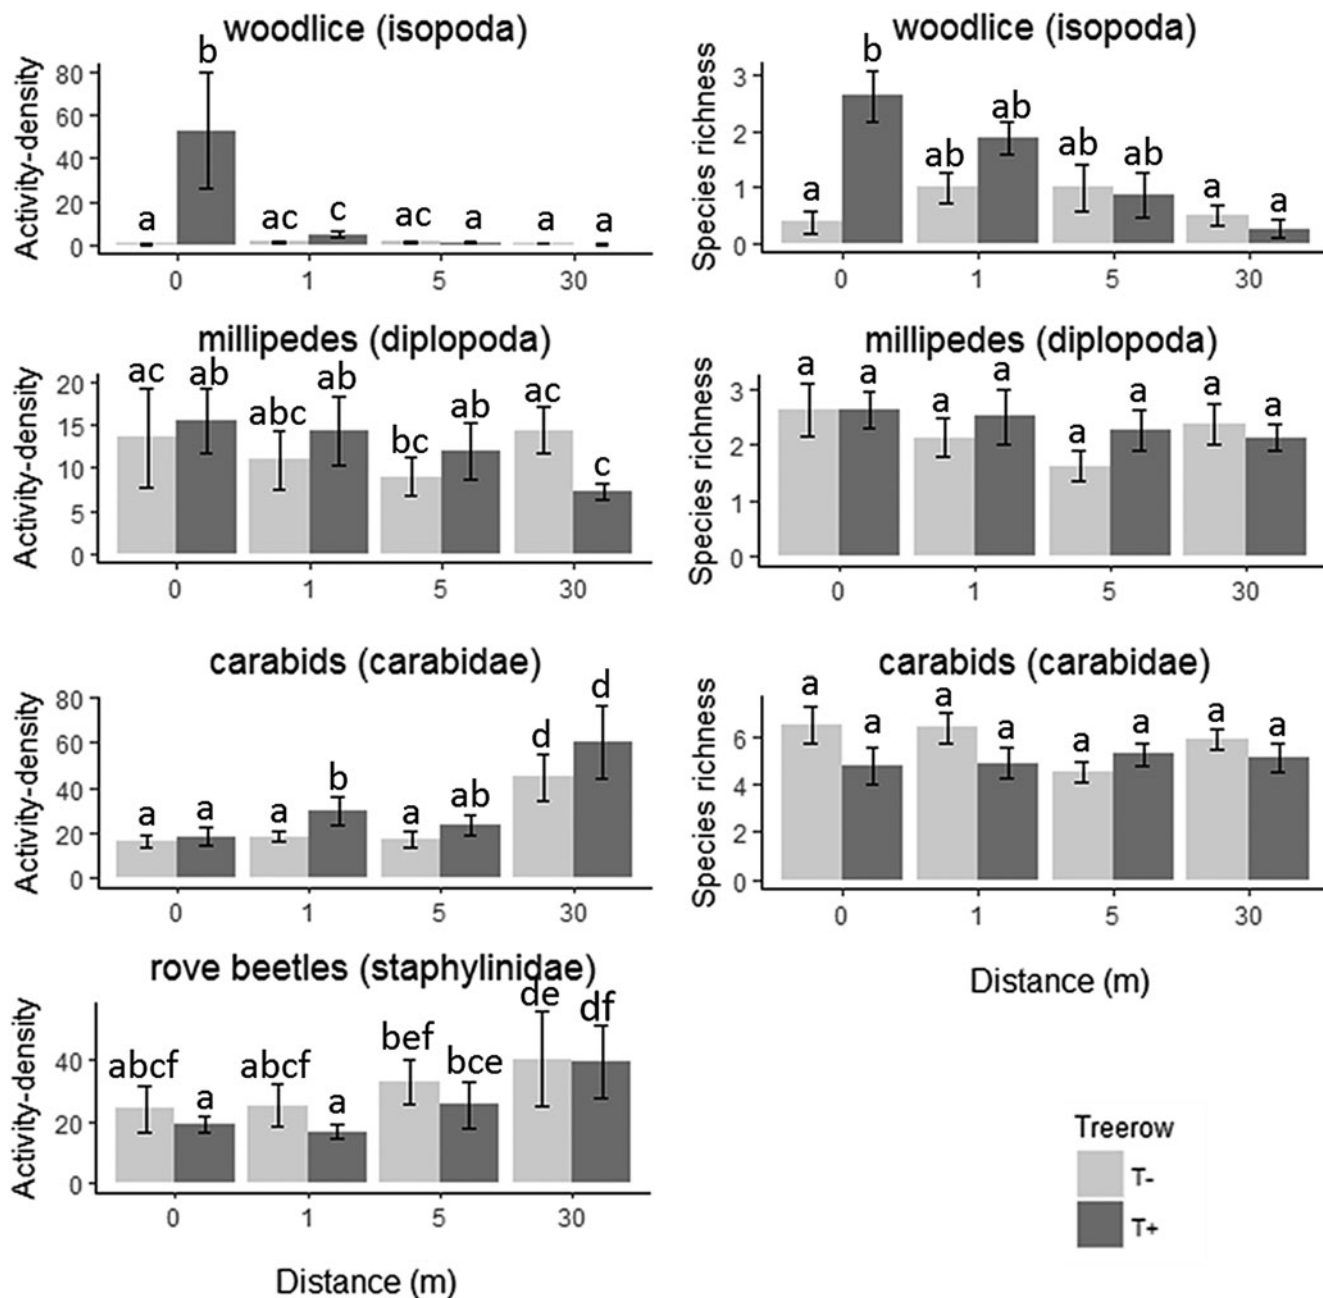 woodlice (isopoda)
Activity-density
80
60
40
20
0
a b ac c ac a a a
0 1 5 30
woodlice (isopoda)
Species richness
3
2
1
0
a b ab ab ab ab a a
0 1 5 30
millipedes (diplopoda)
Activity-density
20
15
10
5
0
ac ab abc ab bc ab ac c
0 1 5 30
millipedes (diplopoda)
Species richness
3
2
1
0
a a a a a a a a
0 1 5 30
carabids (carabidae)
Activity-density
80
60
40
20
0
a a a b a ab d d
0 1 5 30
carabids (carabidae)
Species richness
6
4
2
0
a a a a a a a a
0 1 5 30
Distance (m)
rove beetles (staphylinidae)
Activity-density
40
20
0
abcf a abcf a bef bce de df
0 1 5 30
Distance (m)
Treerow
T-
T+